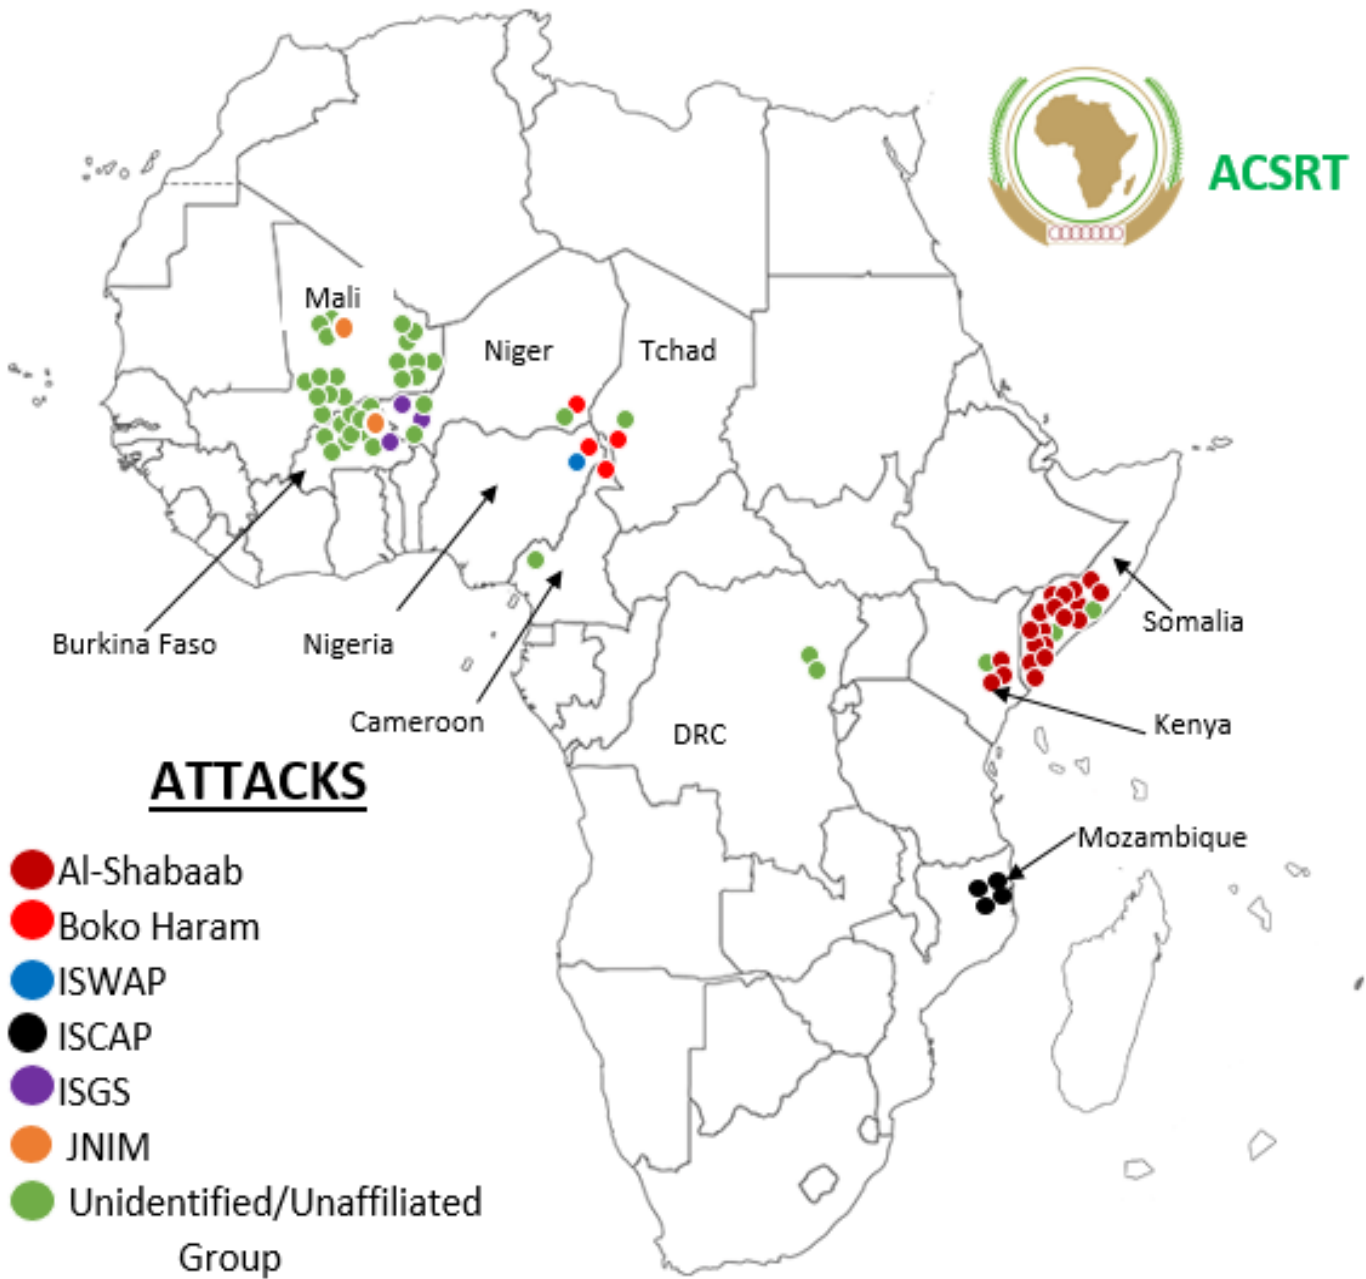 ACSRT
Mali
Niger
Tchad
Burkina Faso
Nigeria
Somalia
Cameroon
DRC
Kenya
Mozambique
ATTACKS
Al-Shabaab
Boko Haram
ISWAP
ISCAP
ISGS
JNIM
Unidentified/Unaffiliated
Group